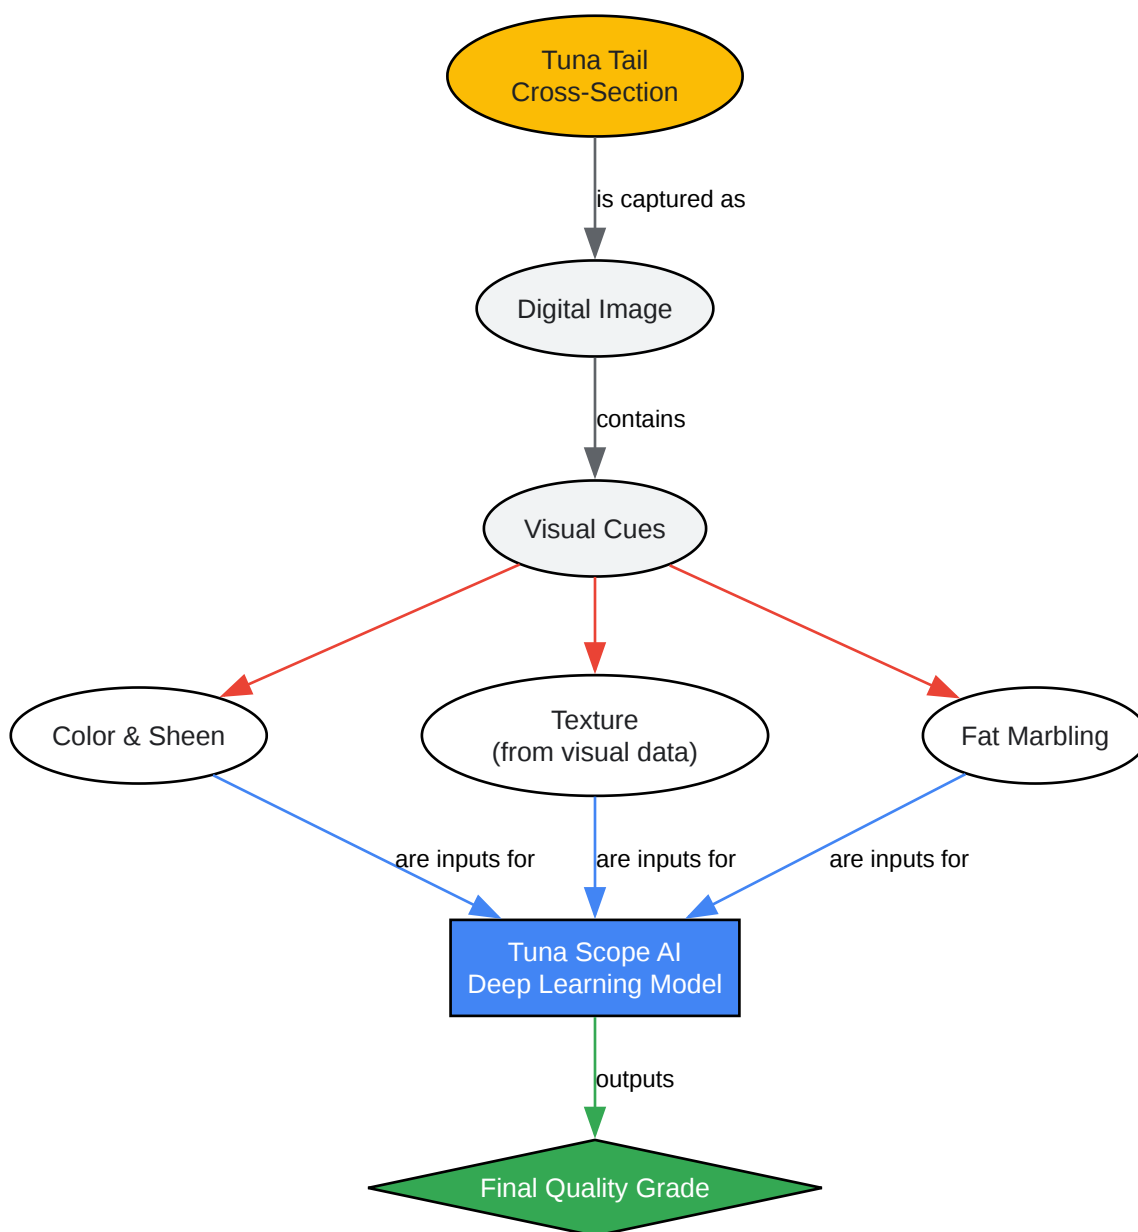 Tuna Tail
Cross-Section
is captured as
Digital Image
contains
Visual Cues
Color & Sheen
Texture
(from visual data)
Fat Marbling
are inputs for
are inputs for
are inputs for
Tuna Scope AI
Deep Learning Model
outputs
Final Quality Grade